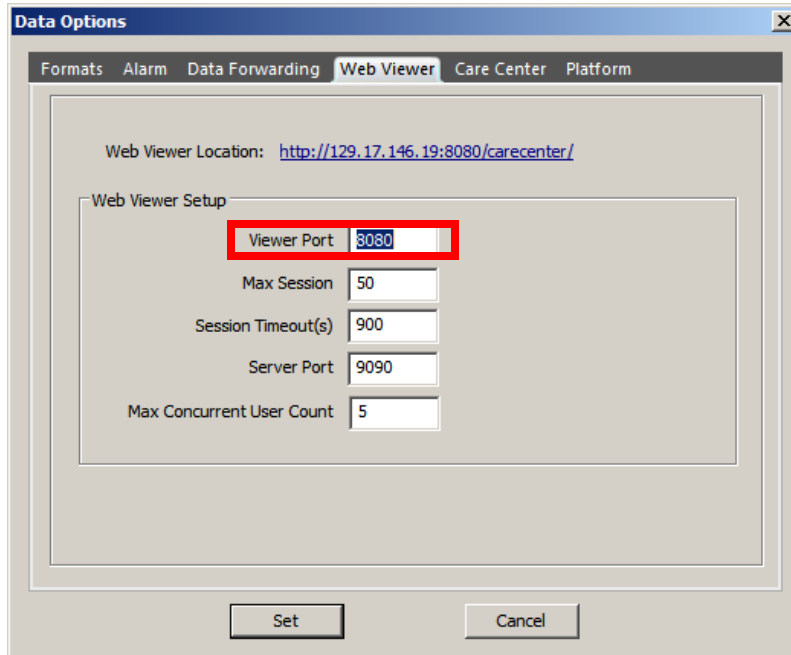 Data Options
Formats Alarm Data Forwarding Web Viewer Care Center Platform
Web Viewer Location: http://129.17.146.19:8080/carecenter/
Web Viewer Setup
Viewer Port 8080
Max Session 50
Session Timeout(s) 900
Server Port 9090
Max Concurrent User Count 5
Set Cancel